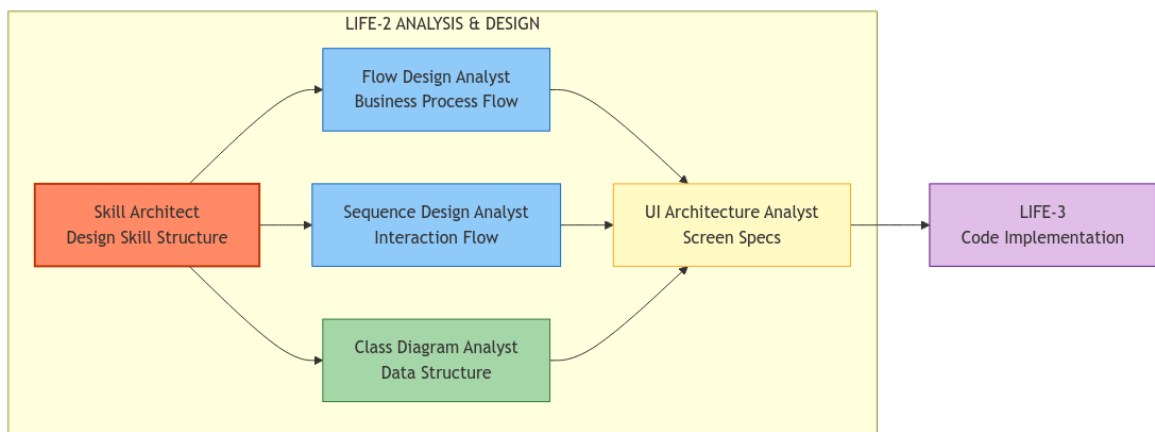 LIFE-2 ANALYSIS & DESIGN
Flow Design Analyst
Business Process Flow
Skill Architect
Design Skill Structure
Sequence Design Analyst
Interaction Flow
UI Architecture Analyst
Screen Specs
LIFE-3
Code Implementation
Class Diagram Analyst
Data Structure